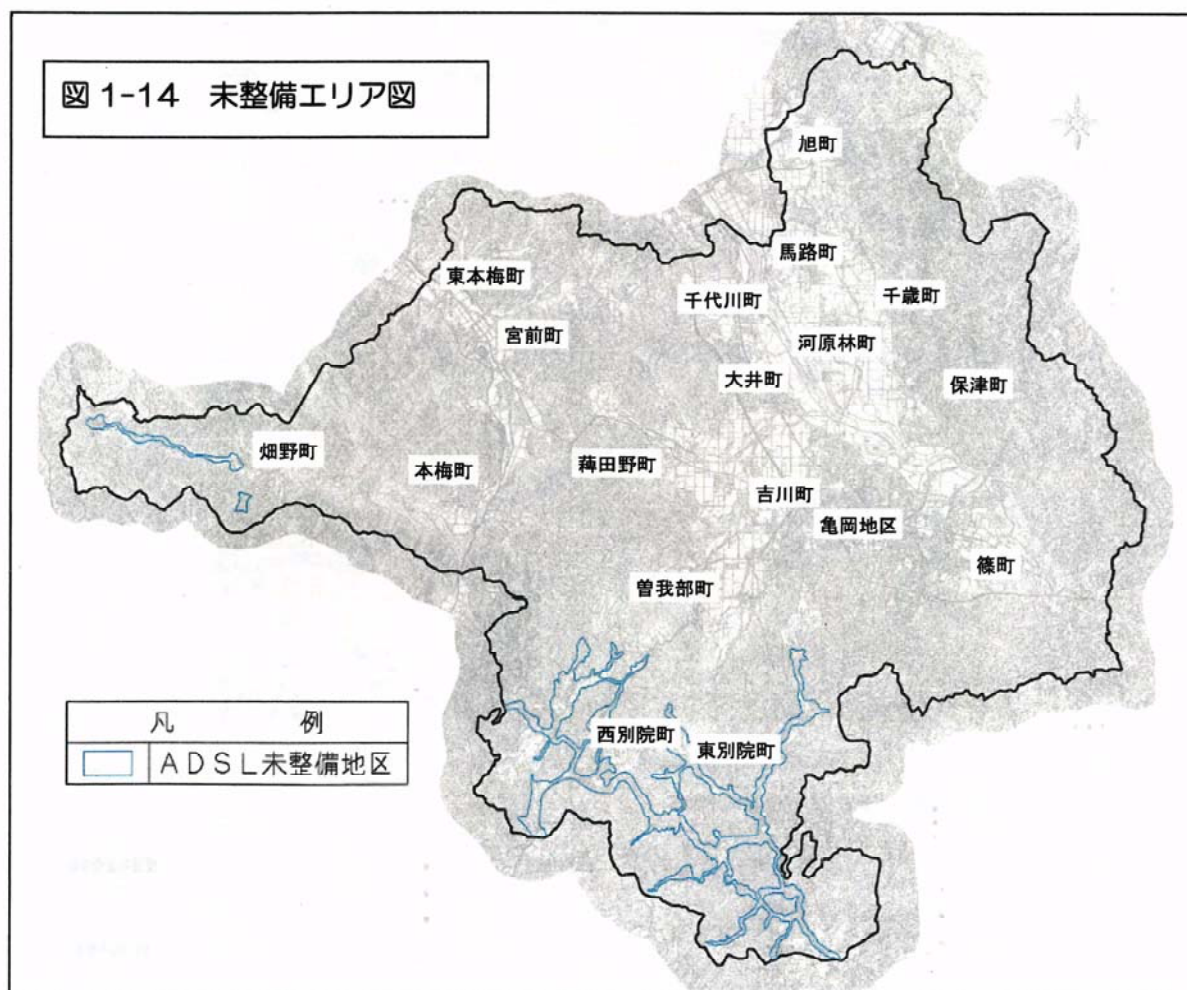 図 1-14 未整備エリア図
旭町
馬路町
東本梅町
千代川町
千歳町
宮前町
河原林町
大井町
保津町
畑野町
本梅町
薭田野町
吉川町
亀岡地区
篠町
曽我部町
西別院町
東別院町
凡 例
ADSL未整備地区